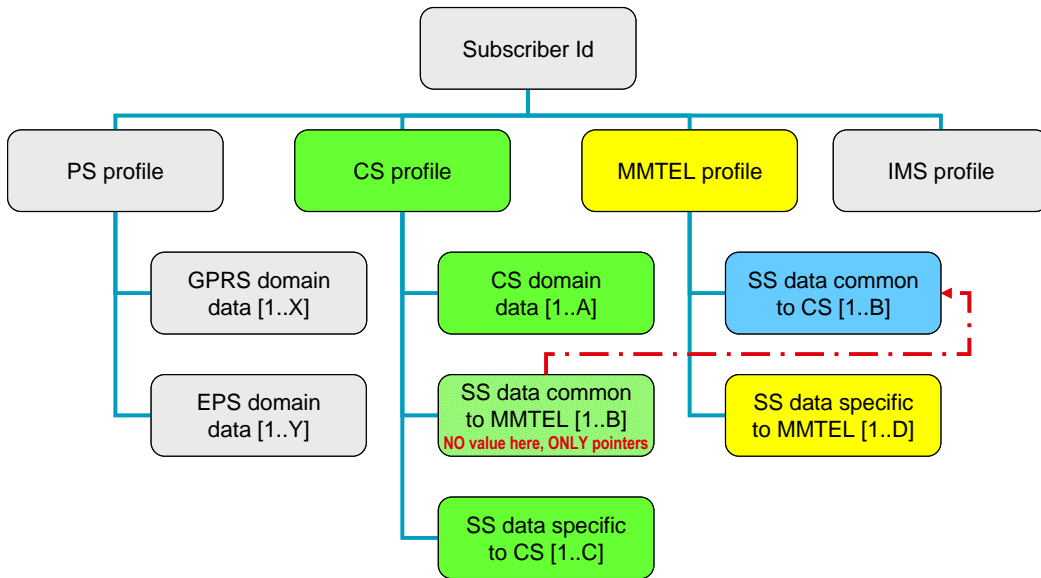 Subscriber Id
PS profile
CS profile
MMTEL profile
IMS profile
GPRS domain
data [1..X]
CS domain
data [1..A]
SS data common
to CS [1..B]
EPS domain
data [1..Y]
SS data common
to MMTEL [1..B]
NO value here, ONLY pointers
SS data specific
to MMTEL [1..D]
SS data specific
to CS [1..C]